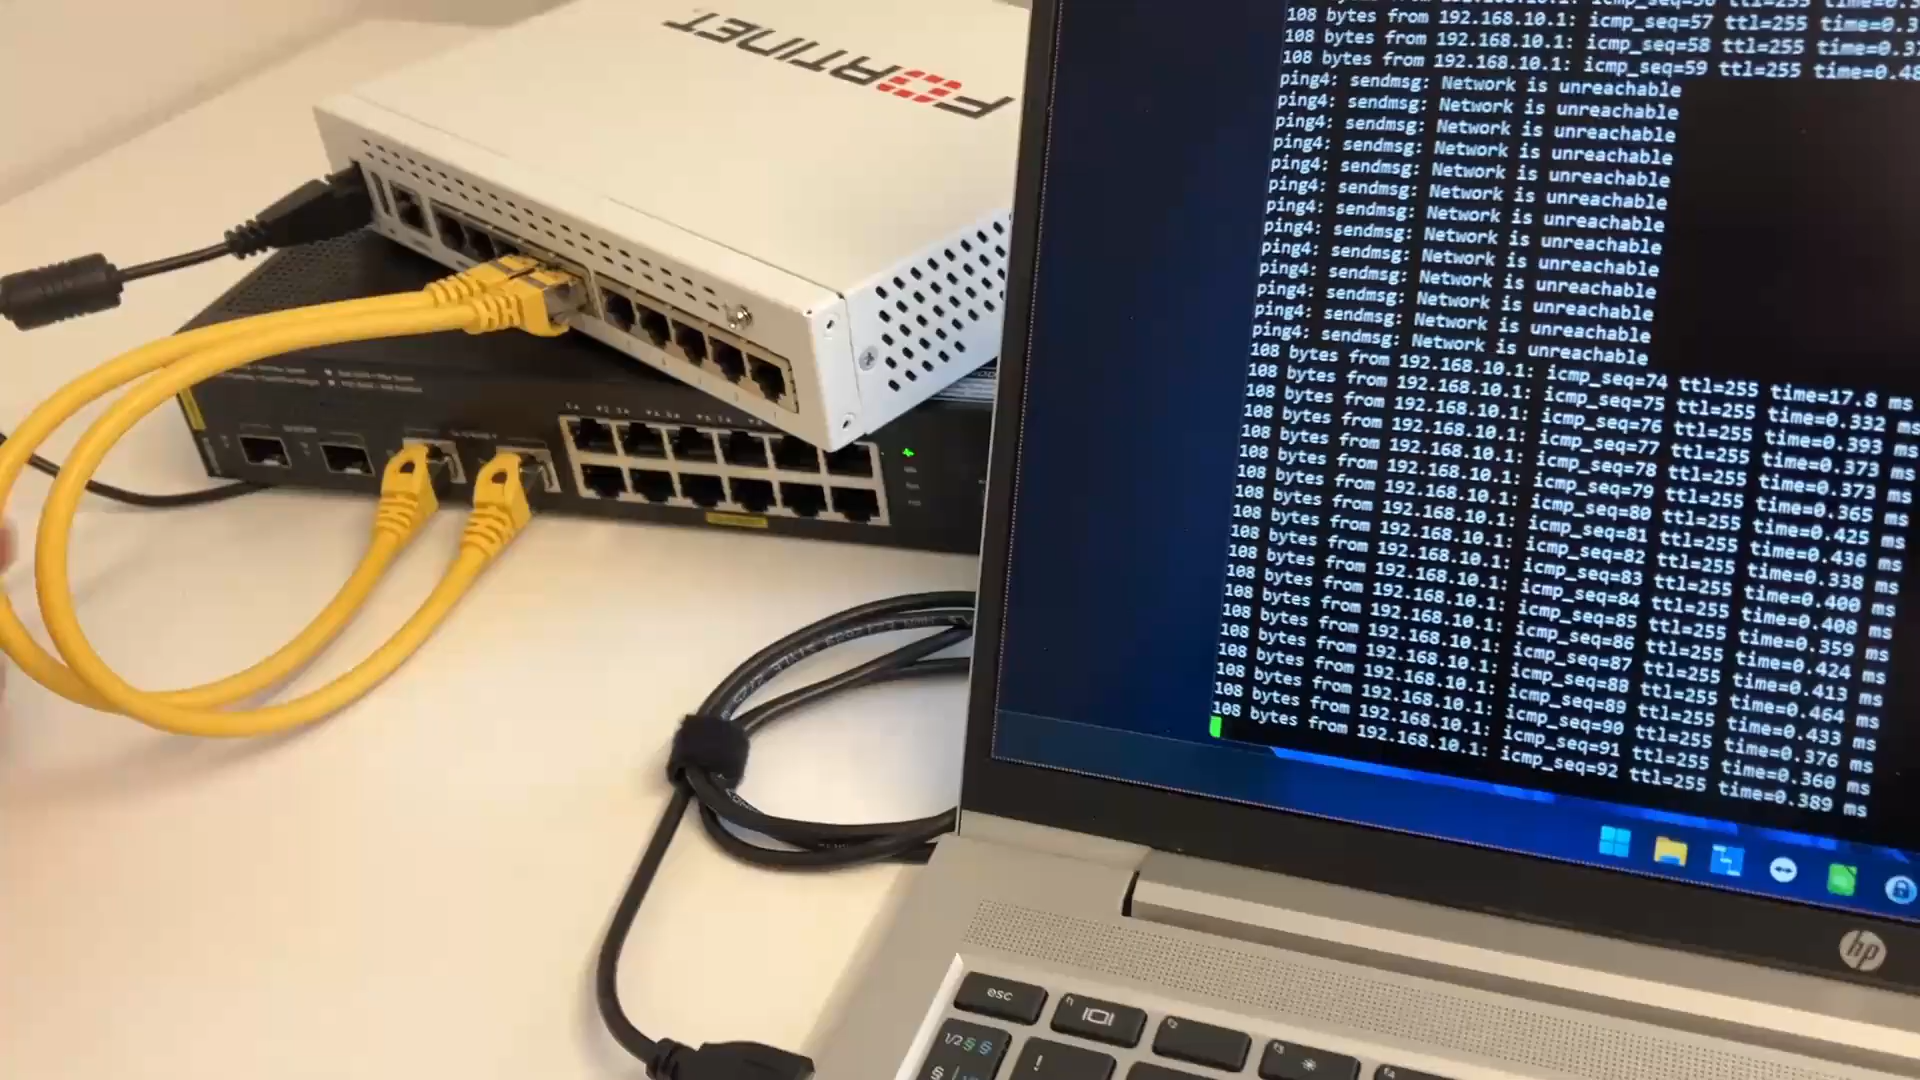 FORTINET
108 bytes from 192.168.10.1: icmp_seq=57 ttl=255 time=0.3
108 bytes from 192.168.10.1: icmp_seq=58 ttl=255 time=0.37
108 bytes from 192.168.10.1: icmp_seq=59 ttl=255 time=0.48
ping4: sendmsg: Network is unreachable
ping4: sendmsg: Network is unreachable
ping4: sendmsg: Network is unreachable
ping4: sendmsg: Network is unreachable
ping4: sendmsg: Network is unreachable
ping4: sendmsg: Network is unreachable
ping4: sendmsg: Network is unreachable
ping4: sendmsg: Network is unreachable
ping4: sendmsg: Network is unreachable
ping4: sendmsg: Network is unreachable
ping4: sendmsg: Network is unreachable
ping4: sendmsg: Network is unreachable
ping4: sendmsg: Network is unreachable
108 bytes from 192.168.10.1: icmp_seq=74 ttl=255 time=17.8 ms
108 bytes from 192.168.10.1: icmp_seq=75 ttl=255 time=0.332 ms
108 bytes from 192.168.10.1: icmp_seq=76 ttl=255 time=0.393 ms
108 bytes from 192.168.10.1: icmp_seq=77 ttl=255 time=0.373 ms
108 bytes from 192.168.10.1: icmp_seq=78 ttl=255 time=0.373 ms
108 bytes from 192.168.10.1: icmp_seq=79 ttl=255 time=0.365 ms
108 bytes from 192.168.10.1: icmp_seq=80 ttl=255 time=0.425 ms
108 bytes from 192.168.10.1: icmp_seq=81 ttl=255 time=0.436 ms
108 bytes from 192.168.10.1: icmp_seq=82 ttl=255 time=0.338 ms
108 bytes from 192.168.10.1: icmp_seq=83 ttl=255 time=0.400 ms
108 bytes from 192.168.10.1: icmp_seq=84 ttl=255 time=0.408 ms
108 bytes from 192.168.10.1: icmp_seq=85 ttl=255 time=0.359 ms
108 bytes from 192.168.10.1: icmp_seq=86 ttl=255 time=0.424 ms
108 bytes from 192.168.10.1: icmp_seq=87 ttl=255 time=0.413 ms
108 bytes from 192.168.10.1: icmp_seq=88 ttl=255 time=0.464 ms
108 bytes from 192.168.10.1: icmp_seq=89 ttl=255 time=0.433 ms
108 bytes from 192.168.10.1: icmp_seq=90 ttl=255 time=0.376 ms
108 bytes from 192.168.10.1: icmp_seq=91 ttl=255 time=0.360 ms
108 bytes from 192.168.10.1: icmp_seq=92 ttl=255 time=0.389 ms
hp
esc
1/2 § §
!
§